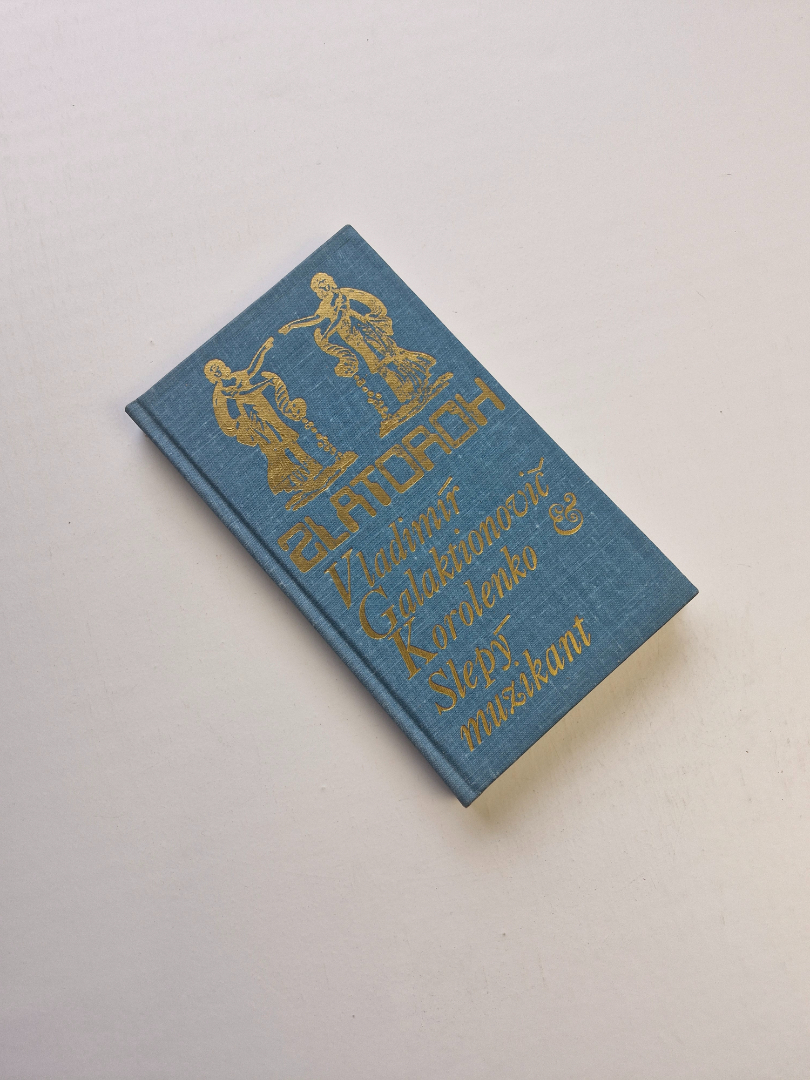 ZLATOROH
Vladimír
Galaktionovič
Korolenko &
Slepý
muzikant